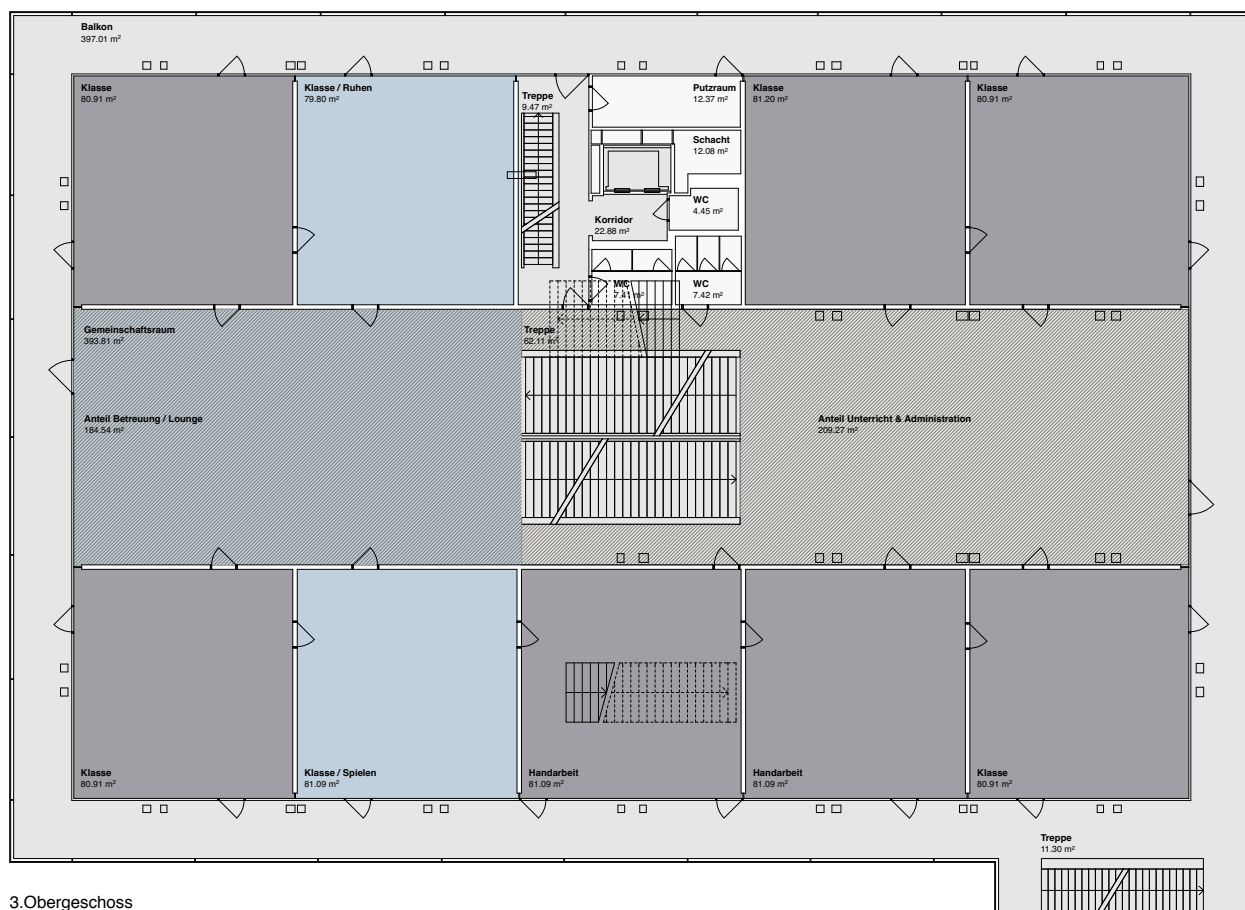 Balkon
397.01 m²
Klasse
80.91 m²
Klasse / Ruhen
79.80 m²
Treppe
9.47 m²
Putzraum
12.37 m²
Klasse
81.20 m²
Klasse
80.91 m²
Schacht
12.08 m²
WC
4.45 m²
Korridor
22.88 m²
WC
7.41 m²
WC
7.42 m²
Gemeinschaftsraum
393.81 m²
Treppe
62.11 m²
Anteil Betreuung / Lounge
184.54 m²
Anteil Unterricht & Administration
209.27 m²
Klasse
80.91 m²
Klasse / Spielen
81.09 m²
Handarbeit
81.09 m²
Handarbeit
81.09 m²
Klasse
80.91 m²
Treppe
11.30 m²
3.Obergeschoss